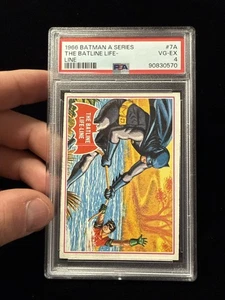 1966 BATMAN A SERIES #7A
THE BATLINE LIFE- VG-EX
LINE PSA 4
90830570
THE BATLINE
LIFE-LINE